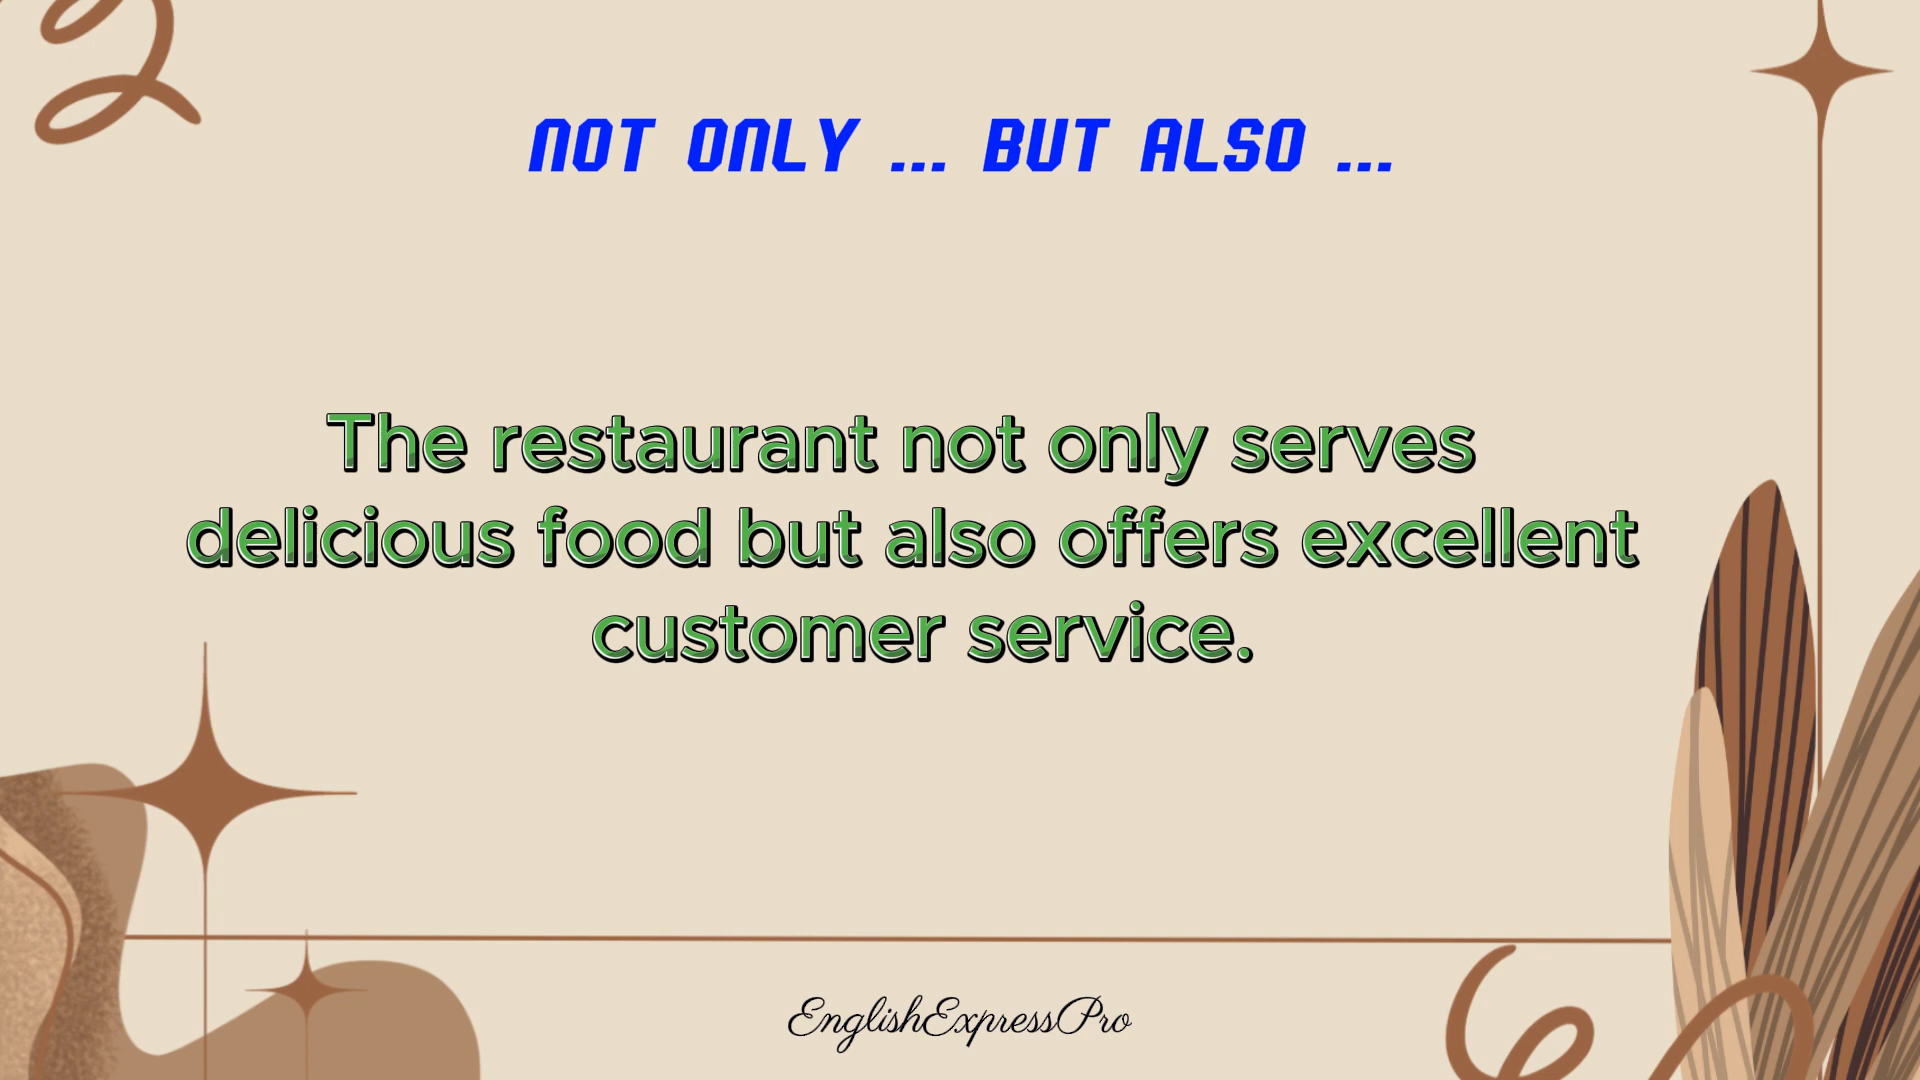 NOT ONLY ... BUT ALSO ...
The restaurant not only serves
delicious food but also offers excellent
customer service.
EnglishExpressPro